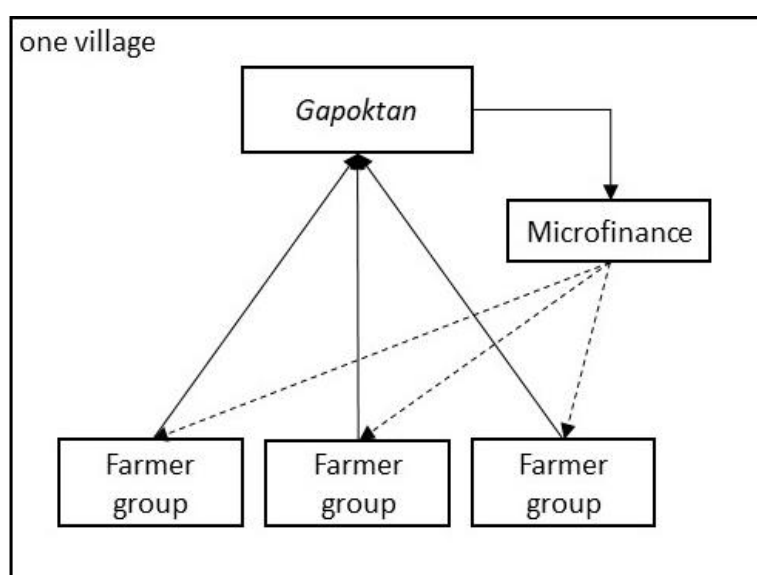 one village
Gapoktan
Microfinance
Farmer
group
Farmer
group
Farmer
group